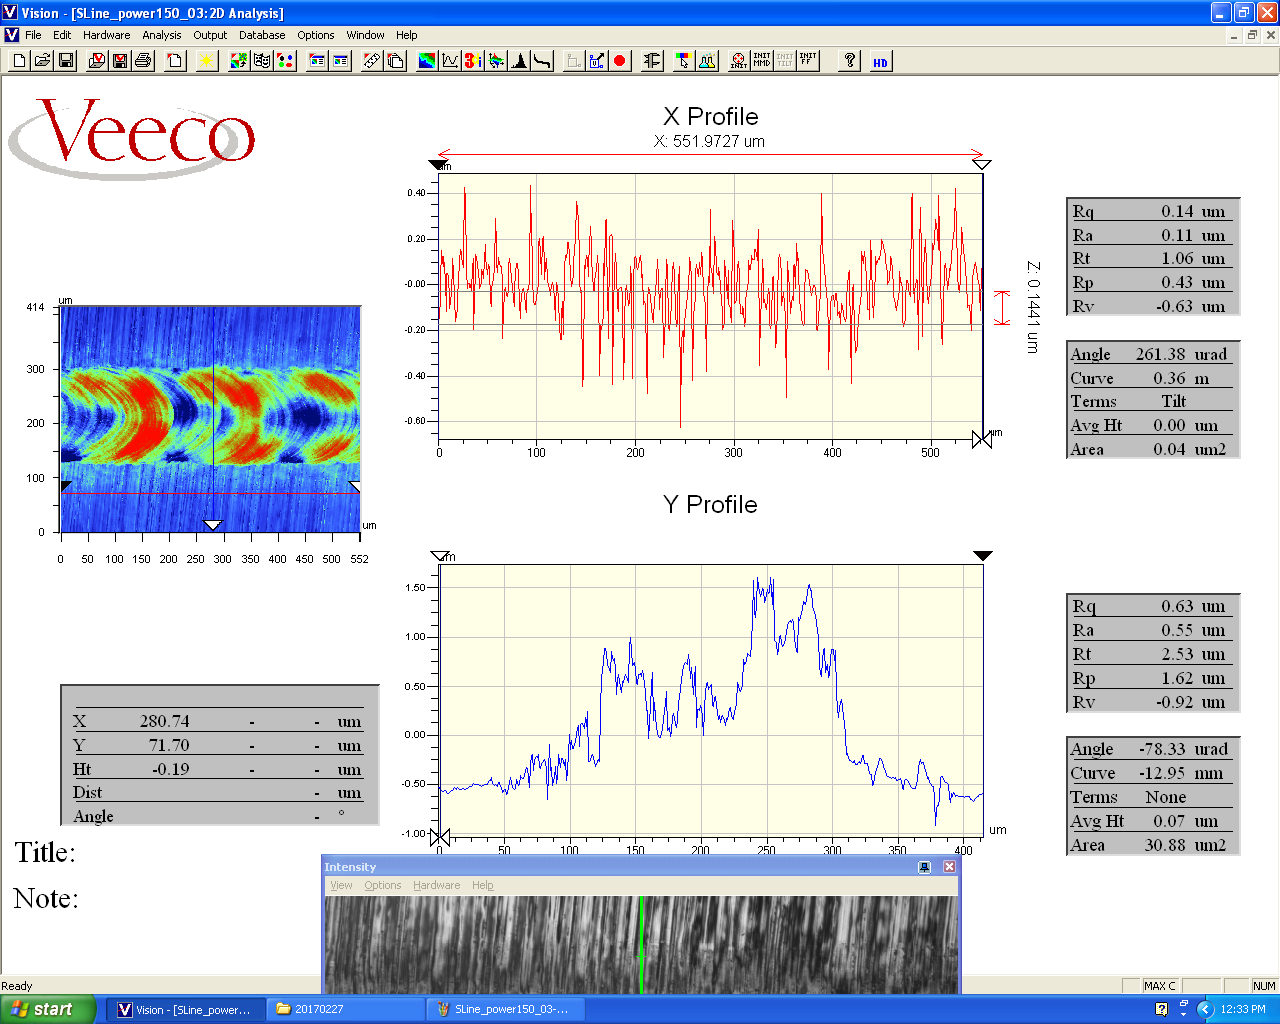 Vision - [SLine_power150_03:2D Analysis]
File Edit Hardware Analysis Output Database Options Window Help
INIT INIT MMD INIT TILT INIT FF ? HD
Veeco
X Profile
X: 551.9727 um
um
0.40
0.20
-0.00
-0.20
-0.40
-0.60
0 100 200 300 400 500
um
Z: 0.1441 um
Rq 0.14 um
Ra 0.11 um
Rt 1.06 um
Rp 0.43 um
Rv -0.63 um
Angle 261.38 urad
Curve 0.36 m
Terms Tilt
Avg Ht 0.00 um
Area 0.04 um2
um
414
300
200
100
0
um
0 50 100 150 200 250 300 350 400 450 500 552
Y Profile
um
1.50
1.00
0.50
0.00
-0.50
-1.00
um
0 50 100 150 200 250 300 350 400
Rq 0.63 um
Ra 0.55 um
Rt 2.53 um
Rp 1.62 um
Rv -0.92 um
Angle -78.33 urad
Curve -12.95 mm
Terms None
Avg Ht 0.07 um
Area 30.88 um2
X 280.74 - - um
Y 71.70 - - um
Ht -0.19 - - um
Dist - um
Angle - °
Title:
Note:
Intensity
View Options Hardware Help
Ready
MAX C NUM
start
Vision - [SLine_power...
20170227
SLine_power150_03-...
12:33 PM